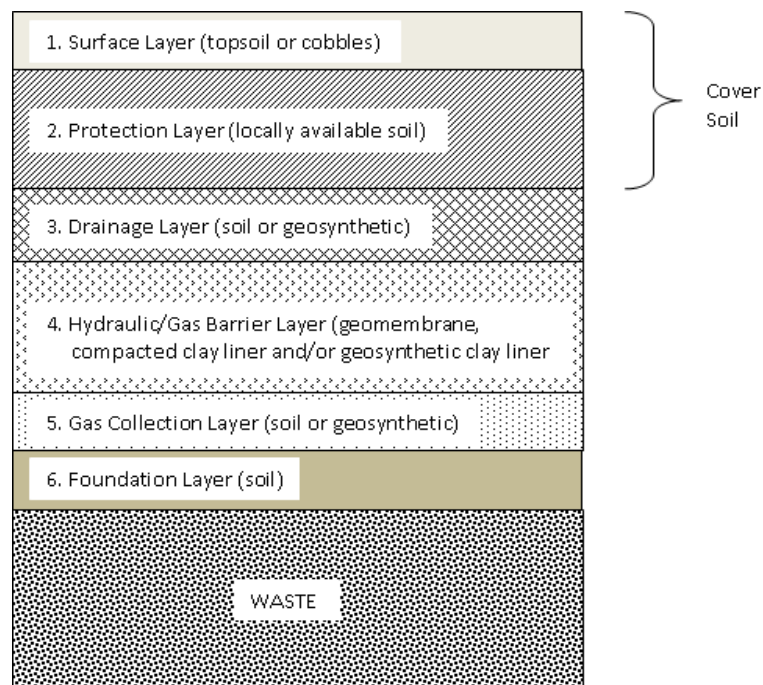 1. Surface Layer (topsoil or cobbles)
Cover
Soil
2. Protection Layer (locally available soil)
3. Drainage Layer (soil or geosynthetic)
4. Hydraulic/Gas Barrier Layer (geomembrane,
compacted clay liner and/or geosynthetic clay liner
5. Gas Collection Layer (soil or geosynthetic)
6. Foundation Layer (soil)
WASTE